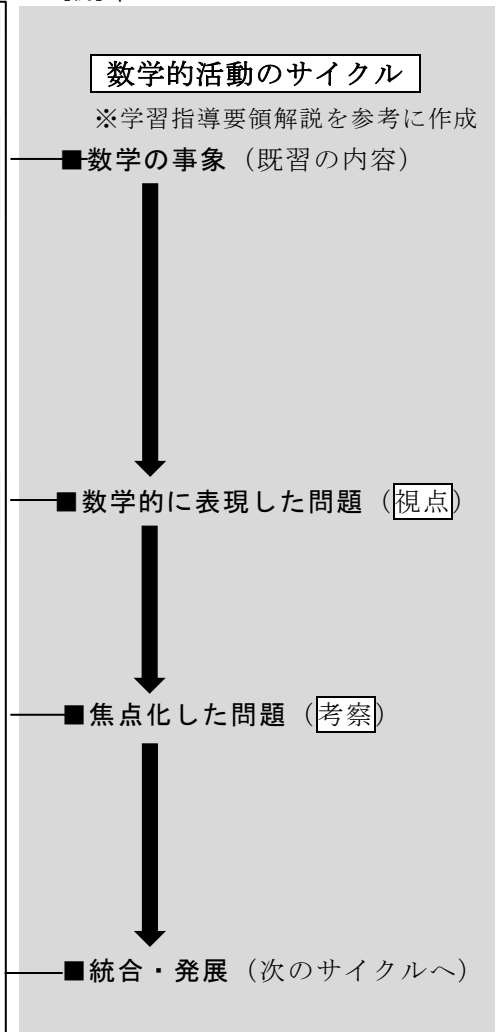 数学的活動のサイクル
※学習指導要領解説を参考に作成
■数学の事象（既習の内容）
■数学的に表現した問題（視点）
■焦点化した問題（考察）
■統合・発展（次のサイクルへ）